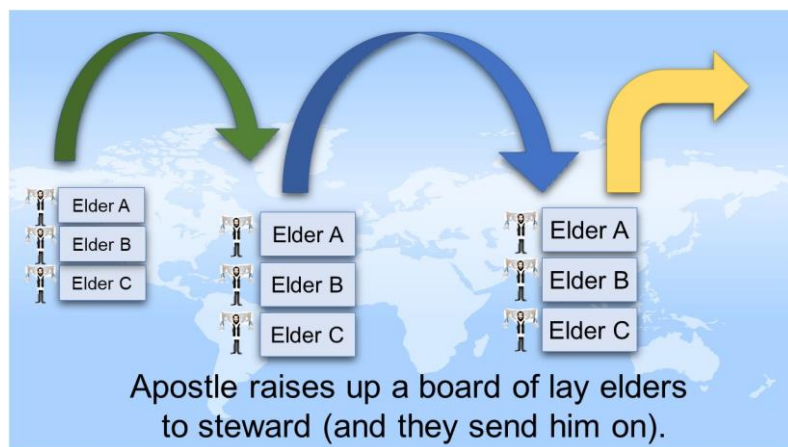 Elder A
Elder B
Elder C
Elder A
Elder B
Elder C
Elder A
Elder B
Elder C
Apostle raises up a board of lay elders
to steward (and they send him on).